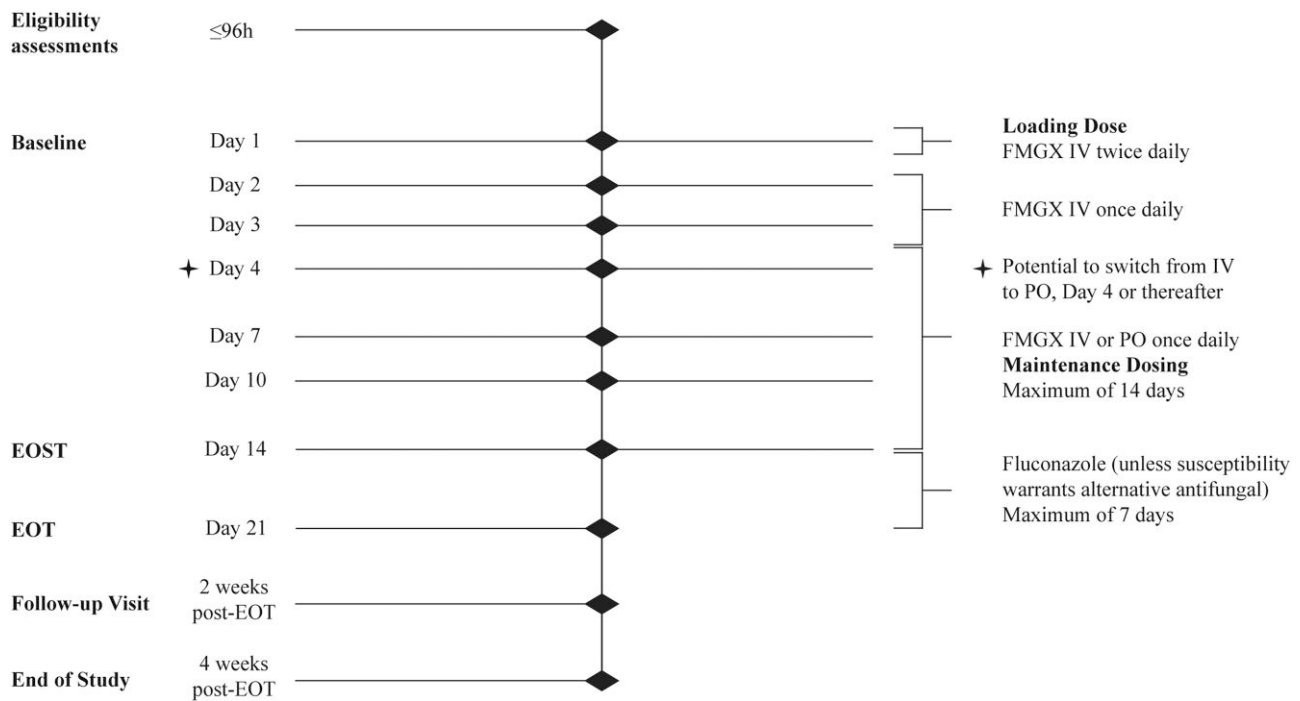 Eligibility
assessments
≤96h
Baseline
Day 1
Loading Dose
FMGX IV twice daily
Day 2
Day 3
FMGX IV once daily
Day 4
Potential to switch from IV
to PO, Day 4 or thereafter
Day 7
FMGX IV or PO once daily
Maintenance Dosing
Maximum of 14 days
Day 10
EOST
Day 14
Fluconazole (unless susceptibility
warrants alternative antifungal)
Maximum of 7 days
EOT
Day 21
Follow-up Visit
2 weeks
post-EOT
End of Study
4 weeks
post-EOT